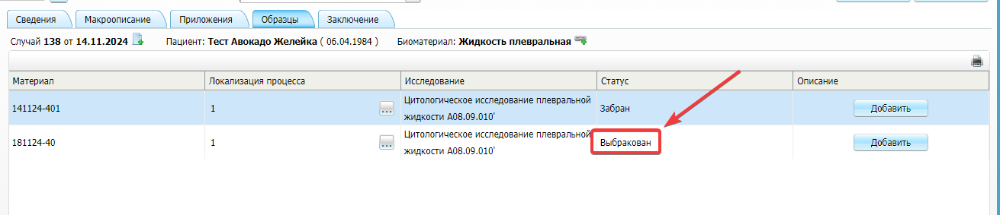 Сведения Макроописание Приложения Образцы Заключение
Случай 138 от 14.11.2024 Пациент: Тест Авокадо Желейка ( 06.04.1984 ) Биоматериал: Жидкость плевральная
Материал Локализация процесса Исследование Статус Описание
141124-401 1 ... Цитологическое исследование плевральной Забран Добавить
жидкости A08.09.010'
181124-40 1 ... Цитологическое исследование плевральной Выбракован Добавить
жидкости A08.09.010'